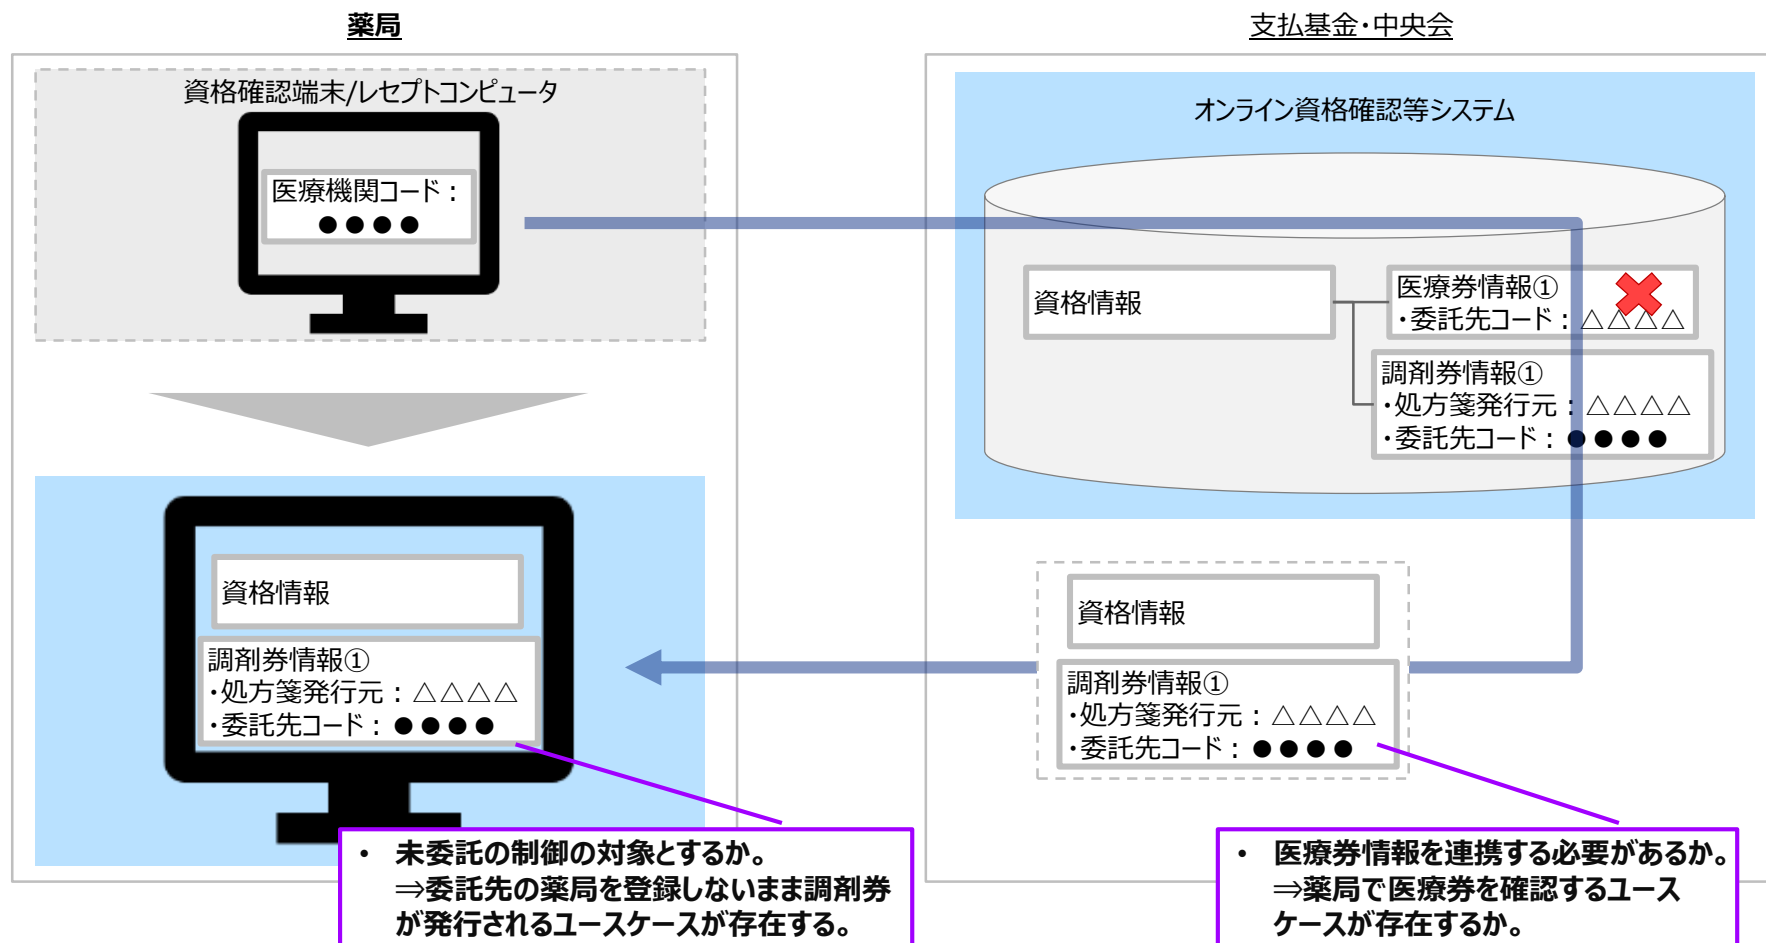 薬局
資格確認端末/レセプトコンピュータ
医療機関コード：
●●●●
資格情報
調剤券情報①
・処方箋発行元：△△△△
・委託先コード：●●●●
• 未委託の制御の対象とするか。
⇒委託先の薬局を登録しないまま調剤券
が発行されるユースケースが存在する。
支払基金・中央会
オンライン資格確認等システム
資格情報
医療券情報①
・委託先コード：△△△△
調剤券情報①
・処方箋発行元：△△△△
・委託先コード：●●●●
資格情報
調剤券情報①
・処方箋発行元：△△△△
・委託先コード：●●●●
• 医療券情報を連携する必要があるか。
⇒薬局で医療券を確認するユース
ケースが存在するか。